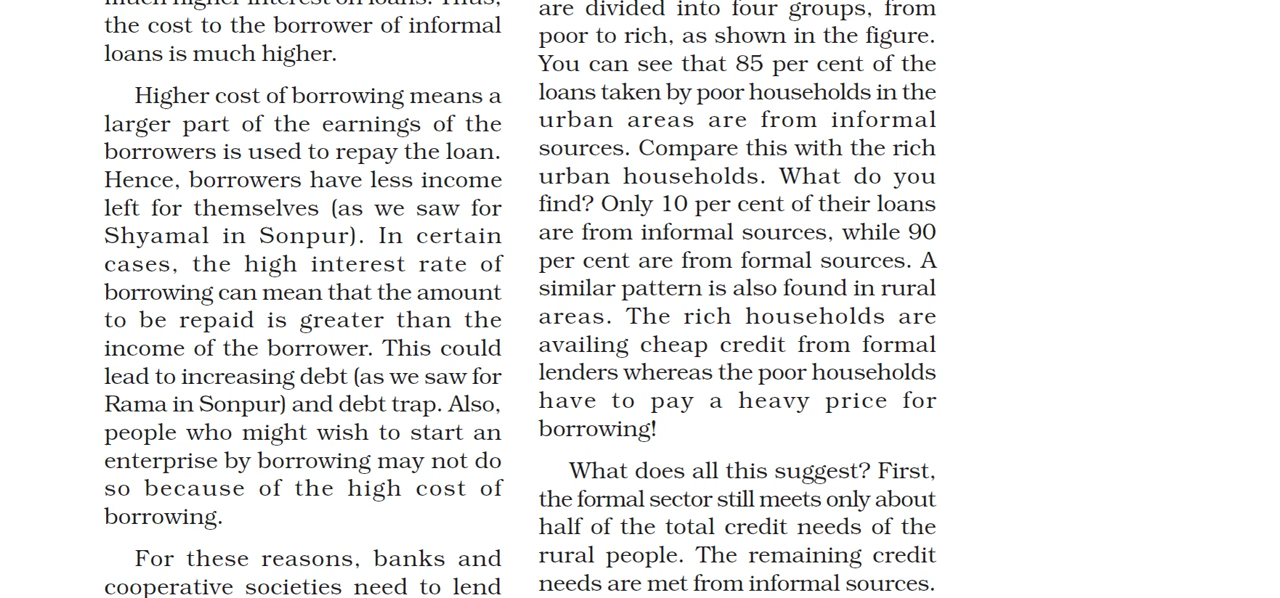 much higher interest on loans. Thus,
the cost to the borrower of informal
loans is much higher.
Higher cost of borrowing means a
larger part of the earnings of the
borrowers is used to repay the loan.
Hence, borrowers have less income
left for themselves (as we saw for
Shyamal in Sonpur). In certain
cases, the high interest rate of
borrowing can mean that the amount
to be repaid is greater than the
income of the borrower. This could
lead to increasing debt (as we saw for
Rama in Sonpur) and debt trap. Also,
people who might wish to start an
enterprise by borrowing may not do
so because of the high cost of
borrowing.
For these reasons, banks and
cooperative societies need to lend
are divided into four groups, from
poor to rich, as shown in the figure.
You can see that 85 per cent of the
loans taken by poor households in the
urban areas are from informal
sources. Compare this with the rich
urban households. What do you
find? Only 10 per cent of their loans
are from informal sources, while 90
per cent are from formal sources. A
similar pattern is also found in rural
areas. The rich households are
availing cheap credit from formal
lenders whereas the poor households
have to pay a heavy price for
borrowing!
What does all this suggest? First,
the formal sector still meets only about
half of the total credit needs of the
rural people. The remaining credit
needs are met from informal sources.